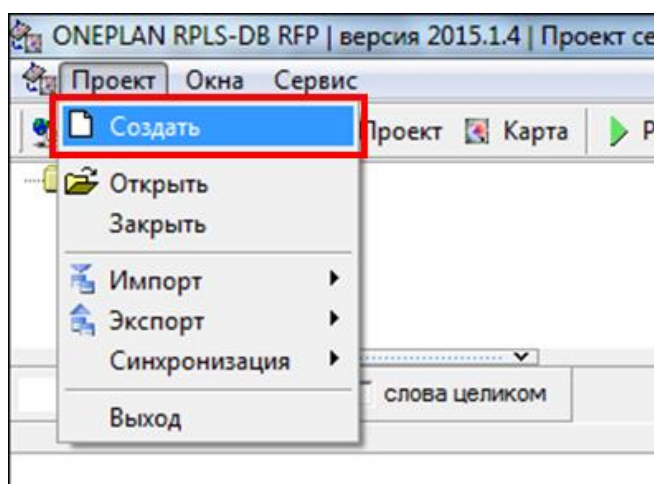 ONEPLAN RPLS-DB RFP | версия 2015.1.4 | Проект се
Проект Окна Сервис
Создать
Проект Карта Р
Открыть
Закрыть
Импорт
Экспорт
Синхронизация
слова целиком
Выход